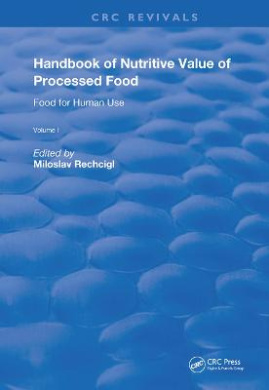 CRC REVIVALS
Handbook of Nutritive Value of
Processed Food
Food for Human Use
Volume I
Edited by
Miloslav Rechcigl
CRC Press
Taylor & Francis Group